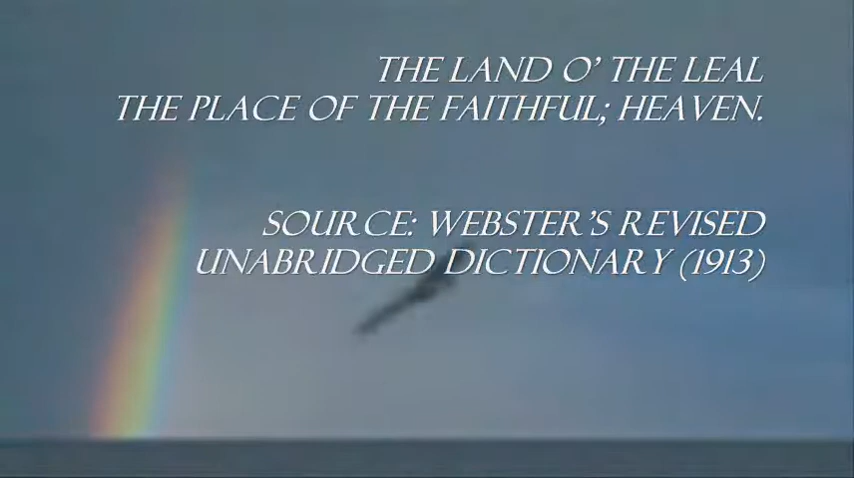 THE LAND O' THE LEAL
THE PLACE OF THE FAITHFUL; HEAVEN.
SOURCE: WEBSTER'S REVISED
UNABRIDGED DICTIONARY (1913)